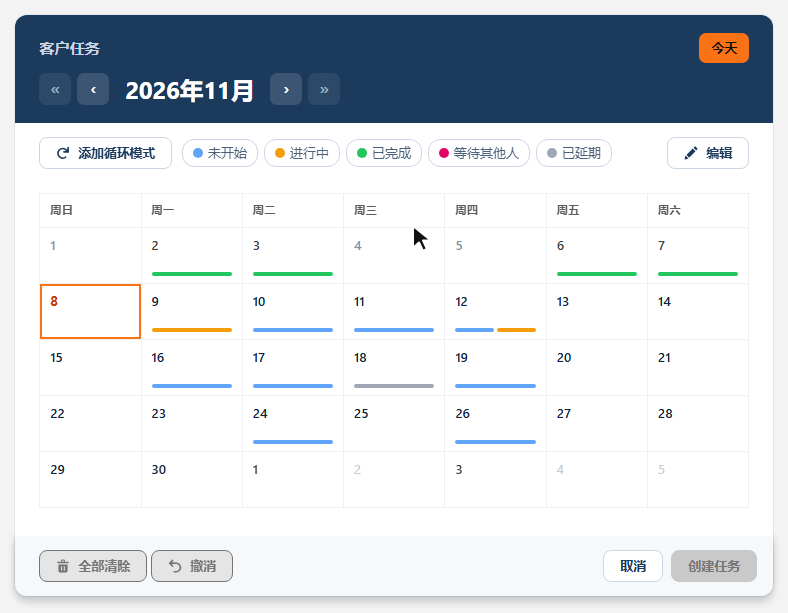 客户任务
今天
« ‹ 2026年11月 › »
添加循环模式 未开始 进行中 已完成 等待其他人 已延期 编辑
周日 周一 周二 周三 周四 周五 周六
1 2 3 4 5 6 7
8 9 10 11 12 13 14
15 16 17 18 19 20 21
22 23 24 25 26 27 28
29 30 1 2 3 4 5
全部清除 撤消 取消 创建任务